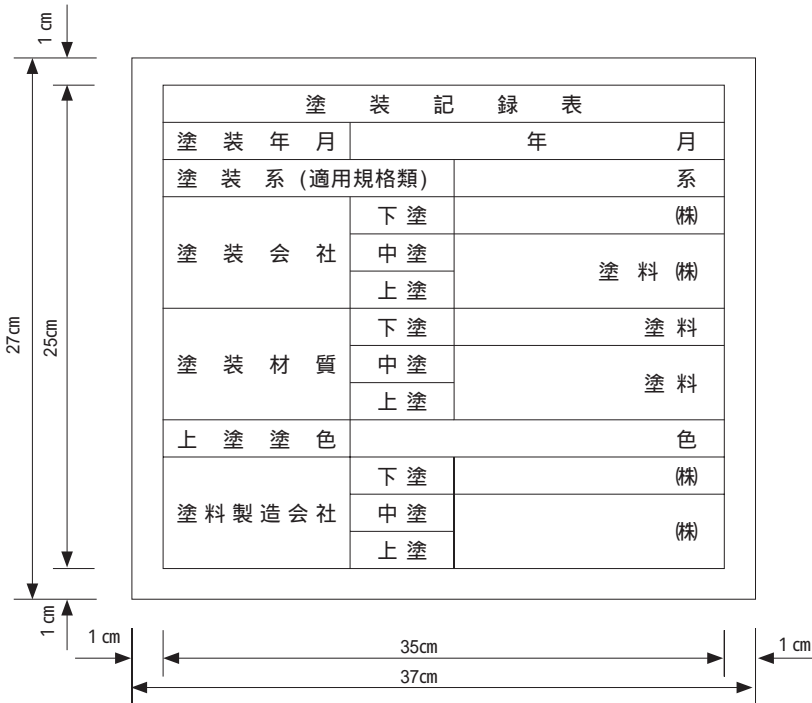 1 cm
塗装記録表
塗装年月 年 月
塗装系(適用規格類) 系
塗装会社 下塗 ㈱
中塗 塗料㈱
上塗
塗装材質 下塗 塗料
中塗 塗料
上塗
上塗塗色 色
塗料製造会社 下塗 ㈱
中塗 ㈱
上塗
27cm
25cm
1 cm
1 cm
35cm
1 cm
37cm